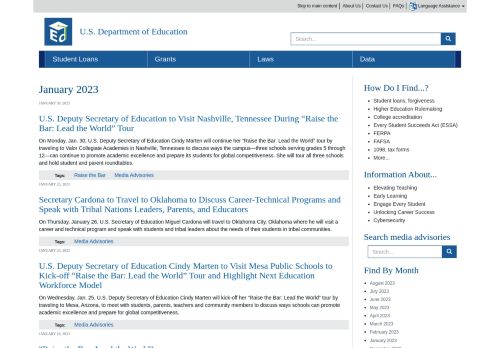 Skip to main content | About Us | Contact Us | FAQs | Language Assistance
U.S. Department of Education
Search...
Student Loans
Grants
Laws
Data
January 2023
JANUARY 30, 2023
U.S. Deputy Secretary of Education to Visit Nashville, Tennessee During "Raise the
Bar: Lead the World" Tour
On Monday, Jan. 30, U.S. Deputy Secretary of Education Cindy Marten will continue her "Raise the Bar: Lead the World" tour by
traveling to Valor Collegiate Academies in Nashville, Tennessee to discuss ways the campus—three schools serving grades 5 through
12—can continue to promote academic excellence and prepare its students for global competitiveness. She will tour all three schools
and hold student and parent roundtables.
Tags: Raise the Bar Media Advisories
JANUARY 25, 2023
Secretary Cardona to Travel to Oklahoma to Discuss Career-Technical Programs and
Speak with Tribal Nations Leaders, Parents, and Educators
On Thursday, January 26, U.S. Secretary of Education Miguel Cardona will travel to Oklahoma City, Oklahoma where he will visit a
career and technical program and speak with students and tribal leaders about the needs of their students in tribal communities.
Tags: Media Advisories
U.S. Deputy Secretary of Education Cindy Marten to Visit Mesa Public Schools to
Kick-off "Raise the Bar: Lead the World" Tour and Highlight Next Education
Workforce Model
On Wednesday, Jan. 25, U.S. Deputy Secretary of Education Cindy Marten will kick-off her "Raise the Bar: Lead the World" tour by
traveling to Mesa, Arizona, to meet with students, parents, teachers and community members to discuss ways schools can promote
academic excellence and prepare for global competitiveness.
Tags: Media Advisories
How Do I Find...?
Student loans, forgiveness
Higher Education Rulemaking
College accreditation
Every Student Succeeds Act (ESSA)
FERPA
FAFSA
1098, tax forms
More...
Information About...
Elevating Teaching
Early Learning
Engage Every Student
Unlocking Career Success
Cybersecurity
Search media advisories
Search...
Find By Month
August 2023
July 2023
June 2023
May 2023
April 2023
March 2023
February 2023
January 2023